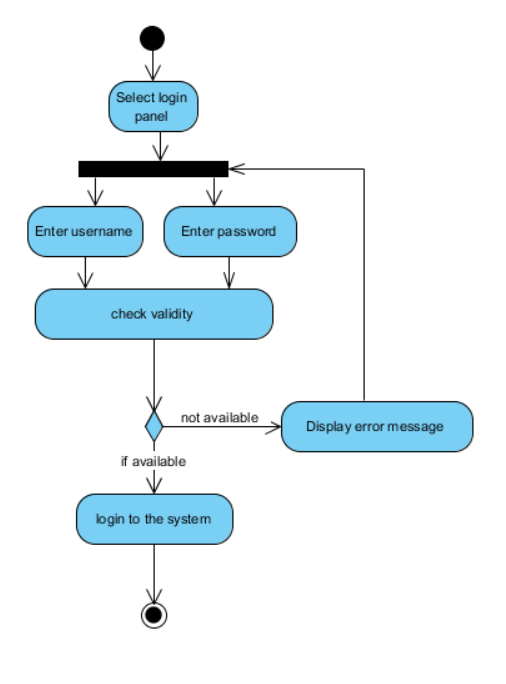 Select login
panel
Enter username
Enter password
check validity
not available
Display error message
if available
login to the system